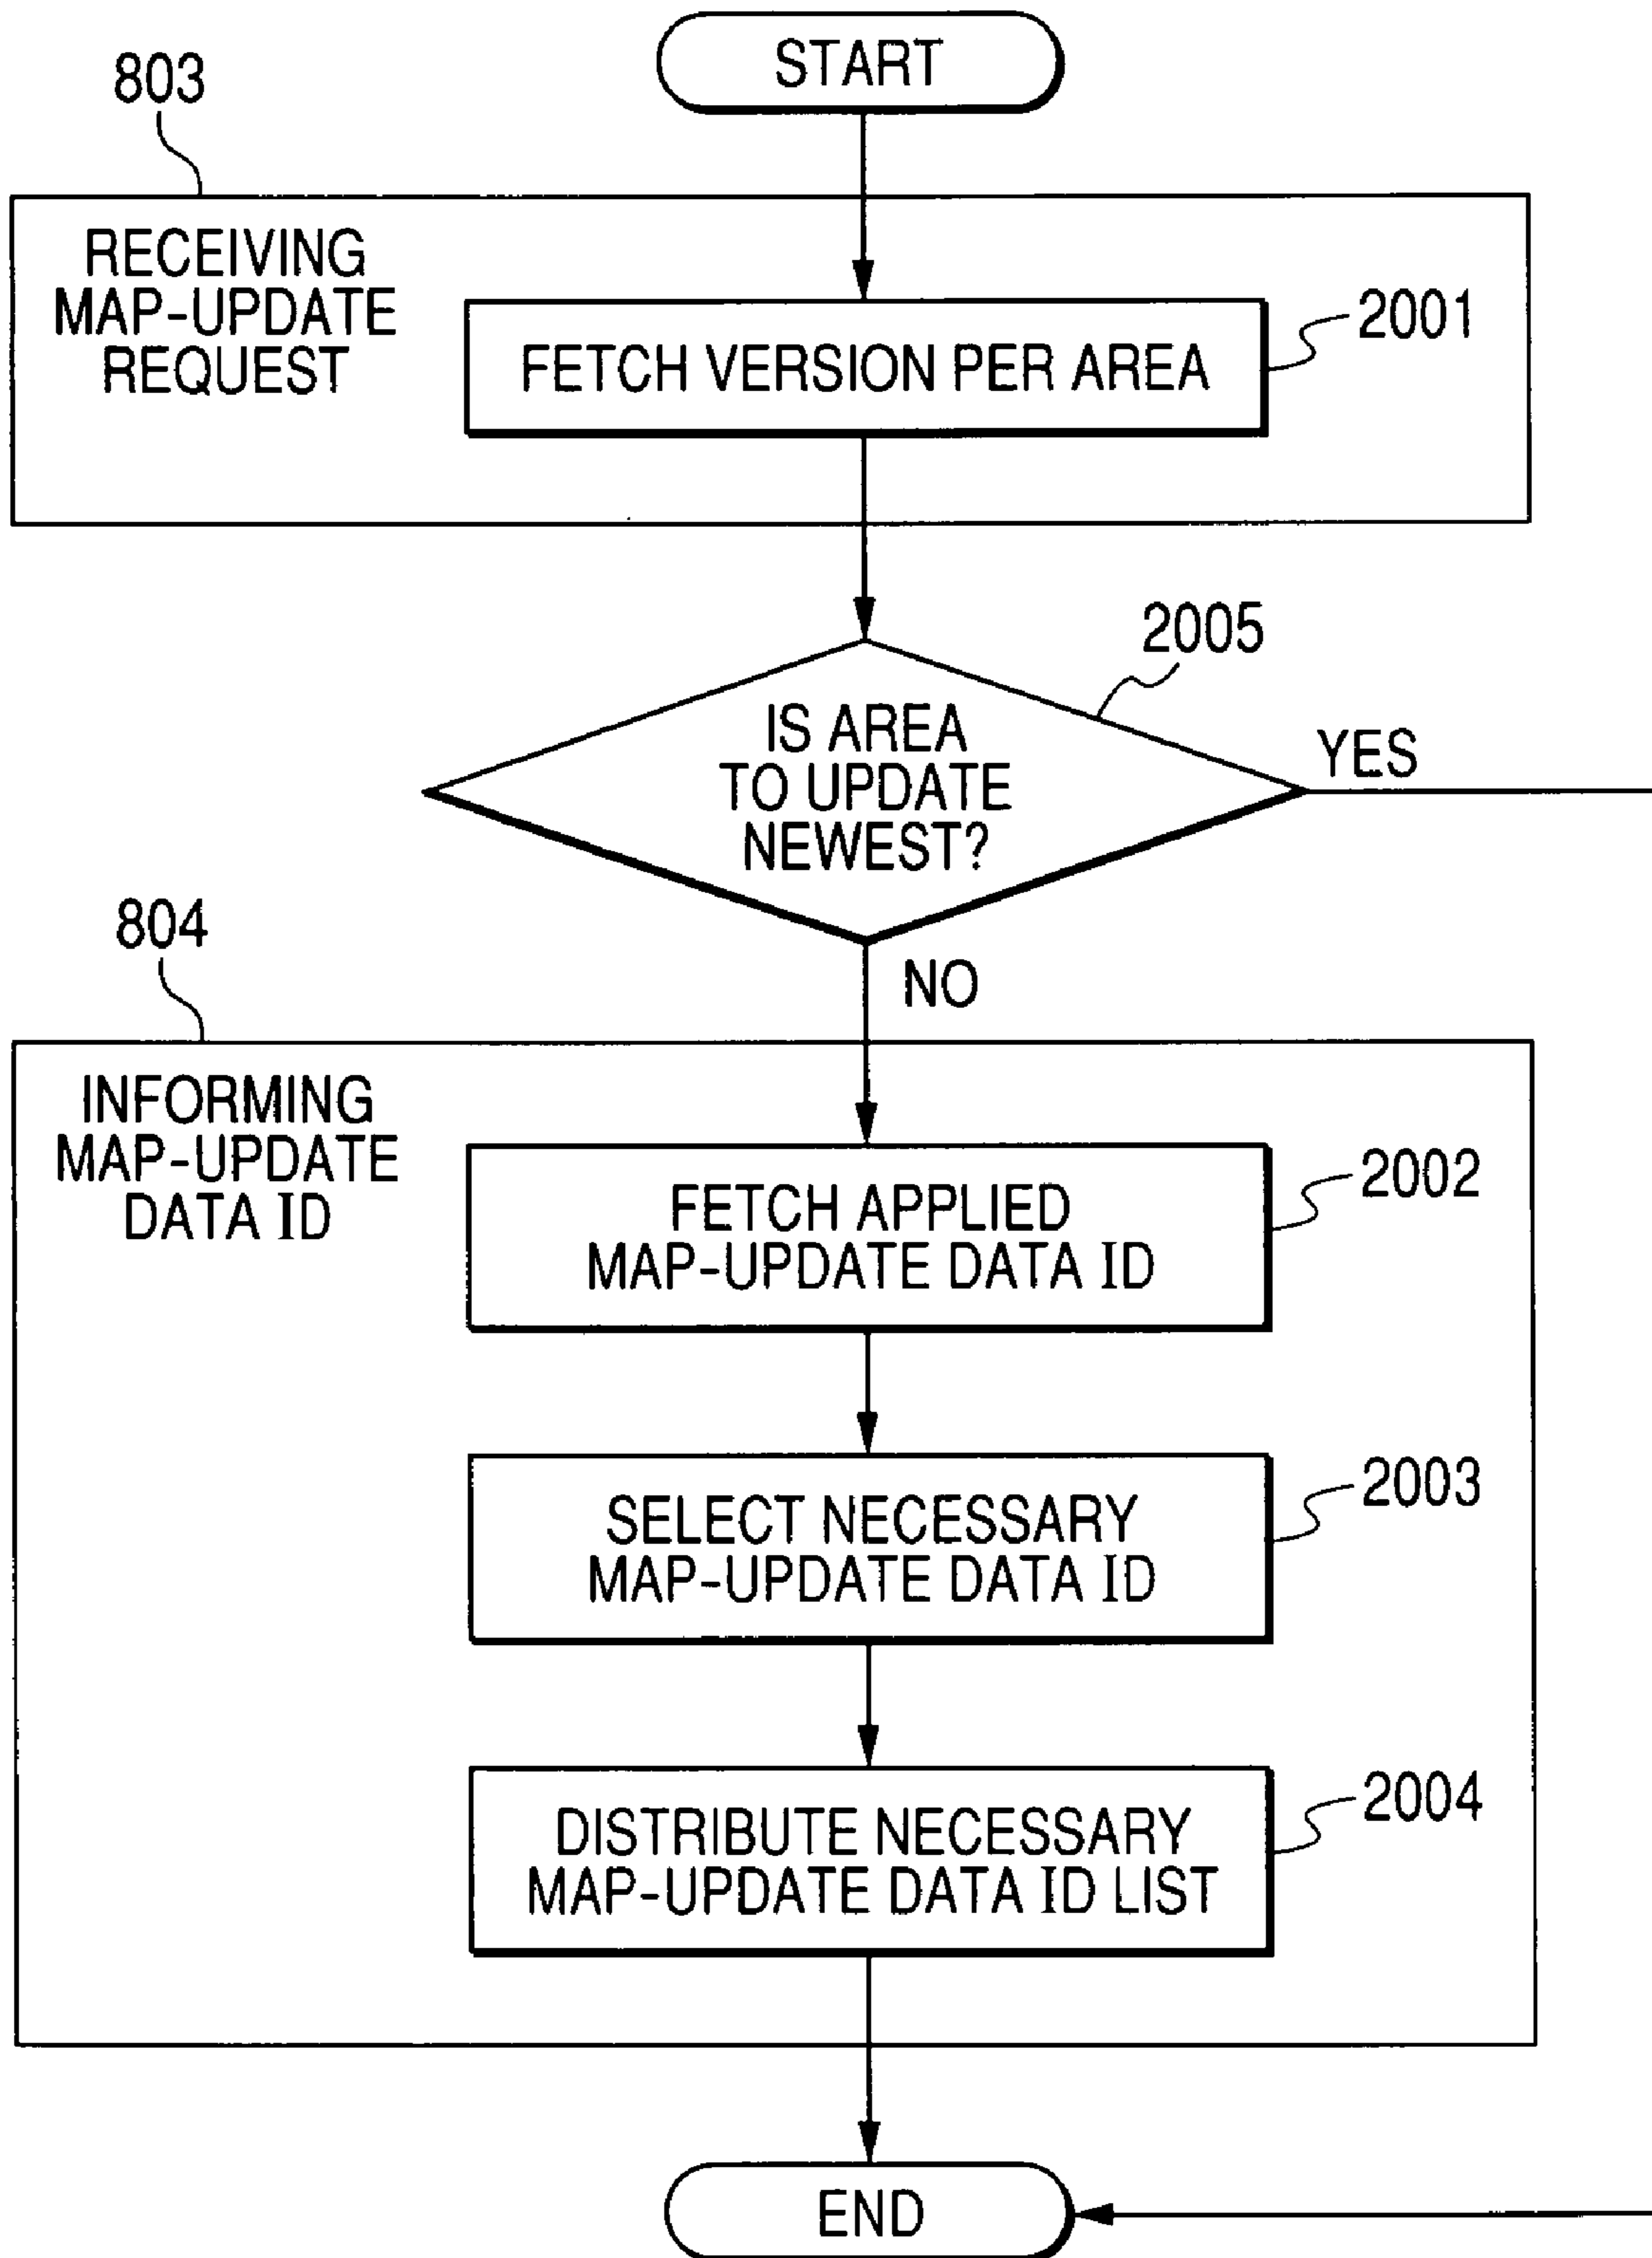 START
803
RECEIVING
MAP-UPDATE
REQUEST
2001
FETCH VERSION PER AREA
2005
IS AREA
TO UPDATE
NEWEST?
YES
NO
804
INFORMING
MAP-UPDATE
DATA ID
2002
FETCH APPLIED
MAP-UPDATE DATA ID
2003
SELECT NECESSARY
MAP-UPDATE DATA ID
2004
DISTRIBUTE NECESSARY
MAP-UPDATE DATA ID LIST
END